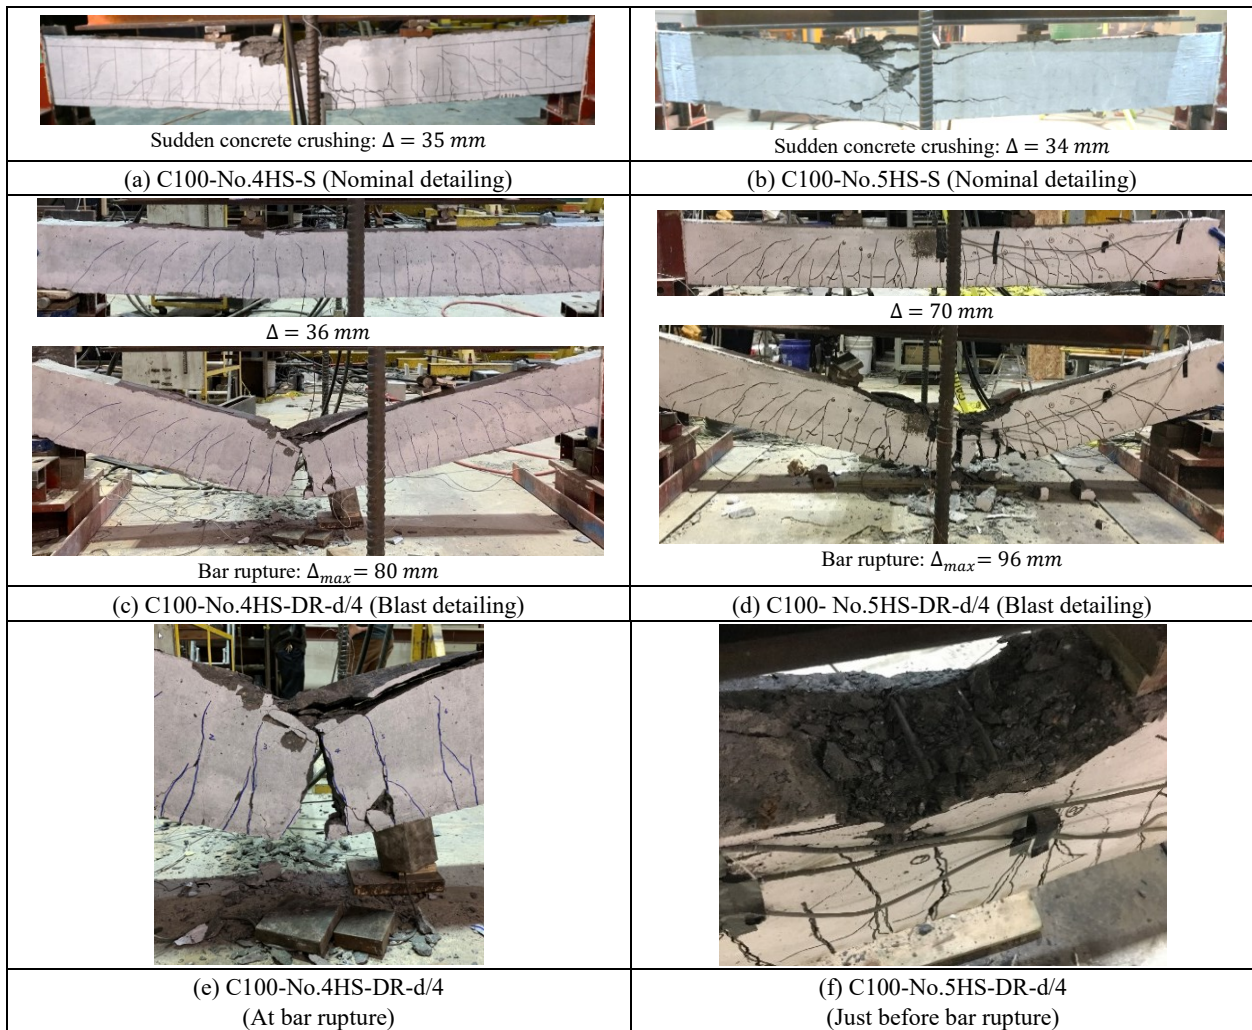 Sudden concrete crushing: Δ = 35 mm
Sudden concrete crushing: Δ = 34 mm
(a) C100-No.4HS-S (Nominal detailing)
(b) C100-No.5HS-S (Nominal detailing)
Δ = 36 mm
Δ = 70 mm
Bar rupture: Δmax= 80 mm
Bar rupture: Δmax= 96 mm
(c) C100-No.4HS-DR-d/4 (Blast detailing)
(d) C100- No.5HS-DR-d/4 (Blast detailing)
(e) C100-No.4HS-DR-d/4
(At bar rupture)
(f) C100-No.5HS-DR-d/4
(Just before bar rupture)